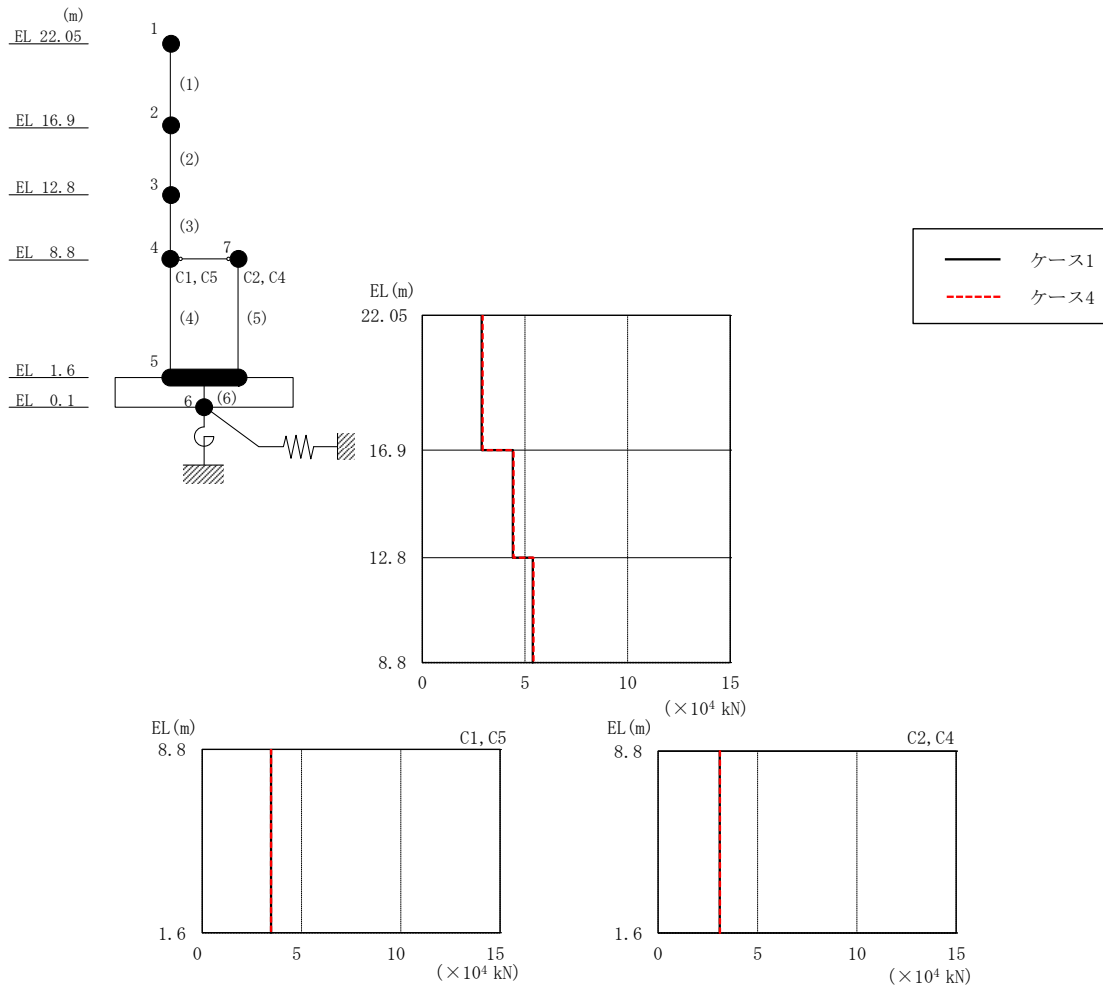 (m)
EL 22.05
EL 16.9
EL 12.8
EL 8.8
EL 1.6
EL 0.1
1
(1)
2
(2)
3
(3)
4
7
C1,C5
C2,C4
(4)
(5)
5
6
(6)
ケース1
ケース4
EL(m)
22.05
16.9
12.8
8.8
0 5 10 15
(×10⁴ kN)
EL(m)
C1,C5
8.8
1.6
0 5 10 15
(×10⁴ kN)
EL(m)
C2,C4
8.8
1.6
0 5 10 15
(×10⁴ kN)